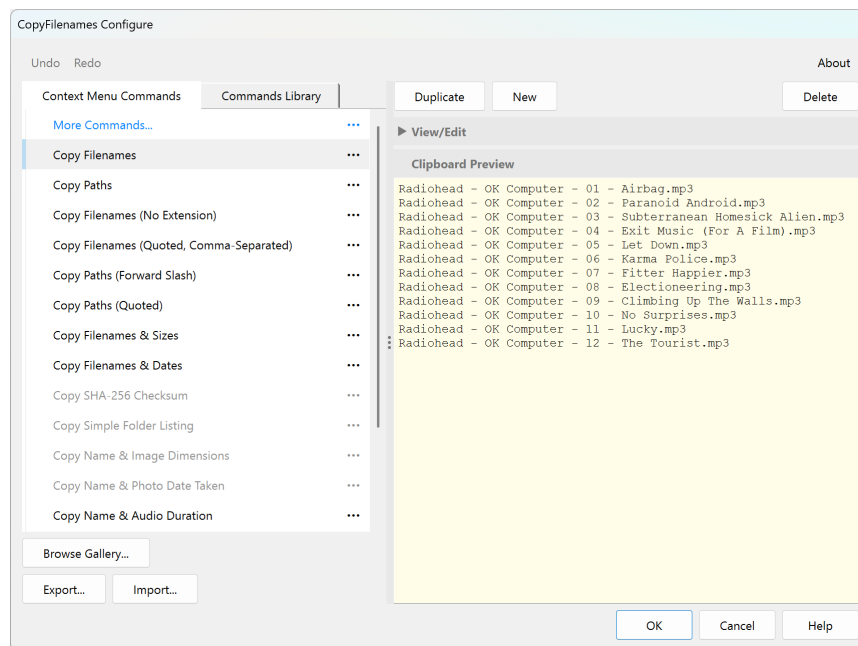 CopyFilenames Configure
Undo Redo About
Context Menu Commands Commands Library
Duplicate New Delete
More Commands... •••
Copy Filenames •••
Copy Paths •••
Copy Filenames (No Extension) •••
Copy Filenames (Quoted, Comma-Separated) •••
Copy Paths (Forward Slash) •••
Copy Paths (Quoted) •••
Copy Filenames & Sizes •••
Copy Filenames & Dates •••
Copy SHA-256 Checksum •••
Copy Simple Folder Listing •••
Copy Name & Image Dimensions •••
Copy Name & Photo Date Taken •••
Copy Name & Audio Duration •••
Browse Gallery...
Export... Import...
View/Edit
Clipboard Preview
Radiohead - OK Computer - 01 - Airbag.mp3
Radiohead - OK Computer - 02 - Paranoid Android.mp3
Radiohead - OK Computer - 03 - Subterranean Homesick Alien.mp3
Radiohead - OK Computer - 04 - Exit Music (For A Film).mp3
Radiohead - OK Computer - 05 - Let Down.mp3
Radiohead - OK Computer - 06 - Karma Police.mp3
Radiohead - OK Computer - 07 - Fitter Happier.mp3
Radiohead - OK Computer - 08 - Electioneering.mp3
Radiohead - OK Computer - 09 - Climbing Up The Walls.mp3
Radiohead - OK Computer - 10 - No Surprises.mp3
Radiohead - OK Computer - 11 - Lucky.mp3
Radiohead - OK Computer - 12 - The Tourist.mp3
OK Cancel Help